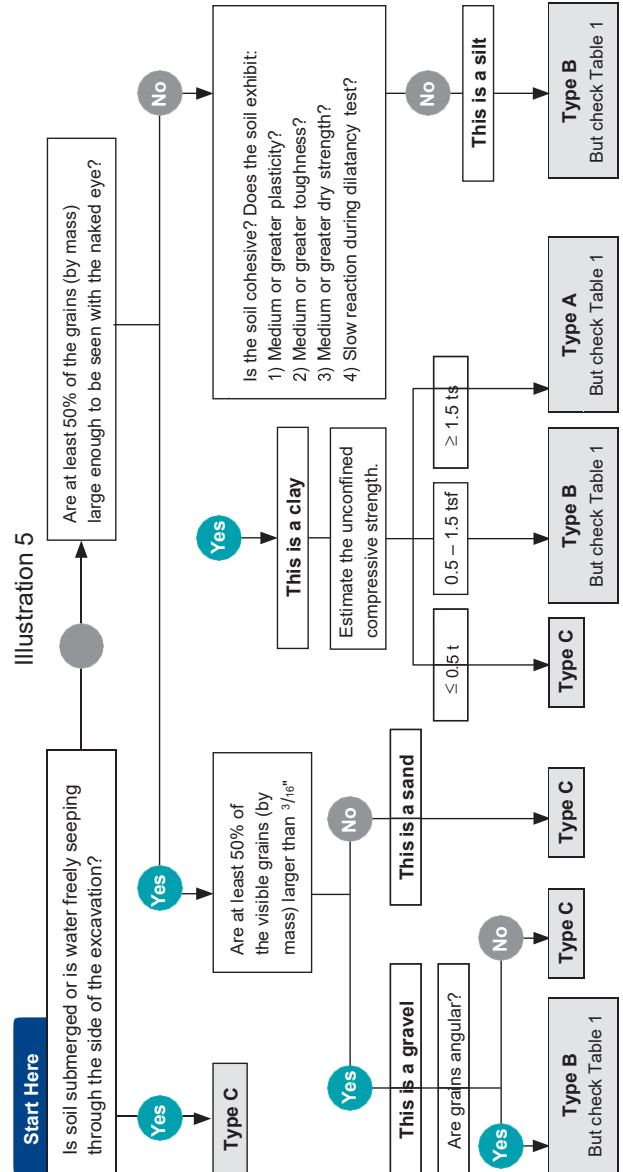 Illustration 5
Start Here
Is soil submerged or is water freely seeping
through the side of the excavation?
Yes
Type C
Are at least 50% of the grains (by mass)
large enough to be seen with the naked eye?
Yes
No
Are at least 50% of
the visible grains (by
mass) larger than 3/16"
Yes
No
This is a gravel
Are grains angular?
Yes
No
Type B
But check Table 1
Type C
This is a sand
Type C
Is the soil cohesive? Does the soil exhibit:
1) Medium or greater plasticity?
2) Medium or greater toughness?
3) Medium or greater dry strength?
4) Slow reaction during dilatancy test?
Yes
No
This is a clay
Estimate the unconfined
compressive strength.
≤ 0.5 t
0.5 – 1.5 tsf
≥ 1.5 ts
Type C
Type B
But check Table 1
Type A
But check Table 1
This is a silt
Type B
But check Table 1